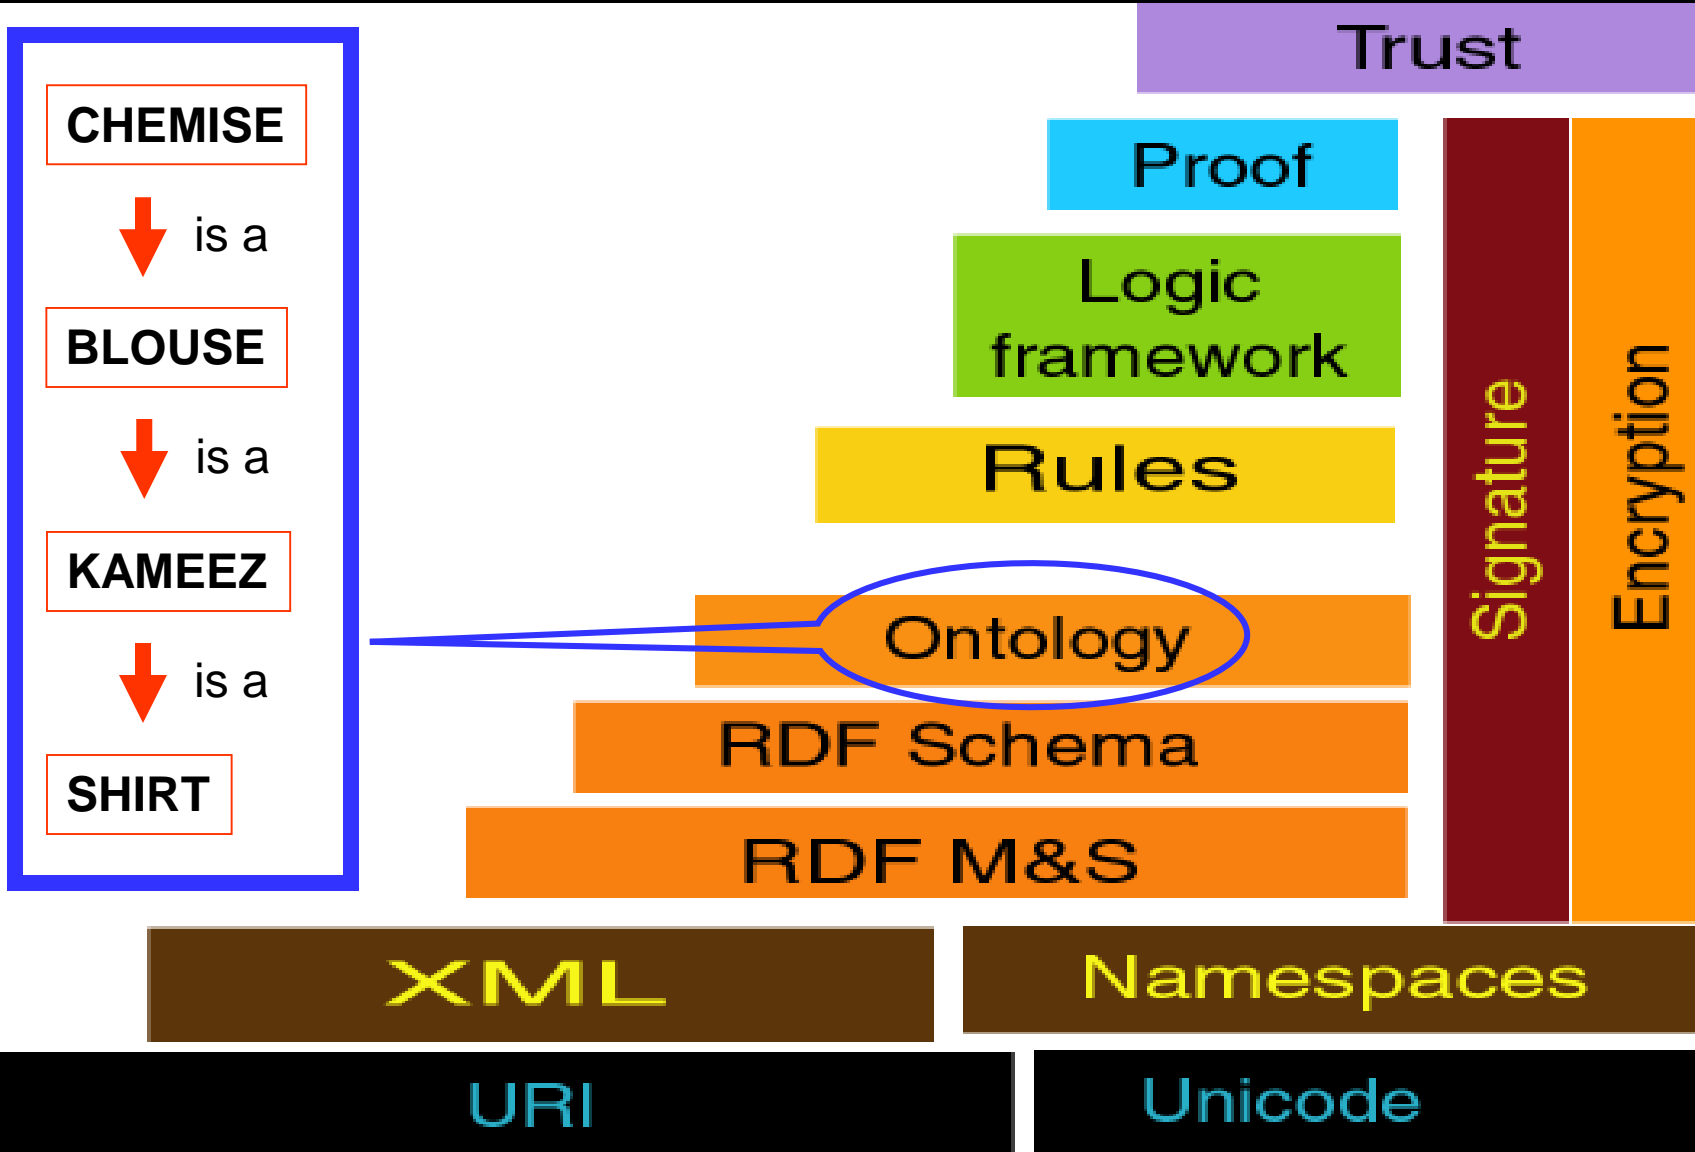 CHEMISE
is a
BLOUSE
is a
KAMEEZ
is a
SHIRT
Trust
Proof
Logic
framework
Rules
Ontology
RDF Schema
RDF M&S
Signature
Encryption
XML
Namespaces
URI
Unicode